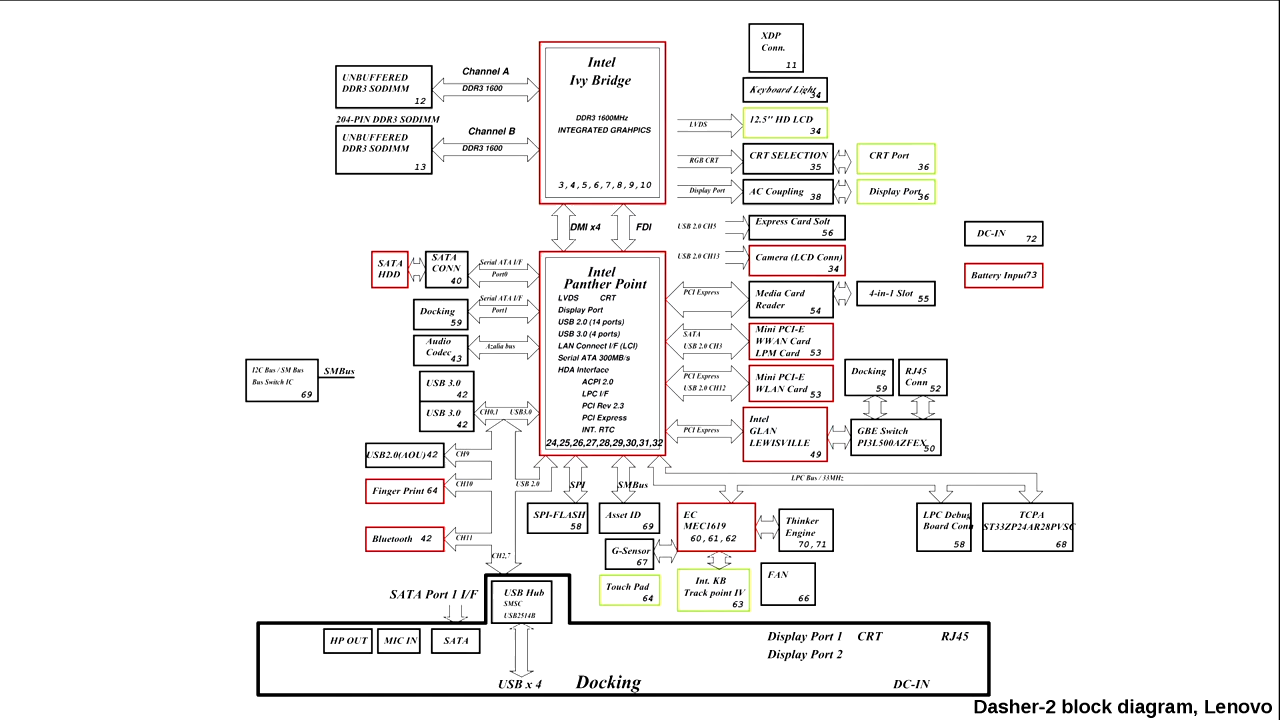 XDP
Conn.
11
Intel
Ivy Bridge
DDR3 1600MHz
INTEGRATED GRAHPICS
3,4,5,6,7,8,9,10
UNBUFFERED
DDR3 SODIMM
12
Channel A
DDR3 1600
204-PIN DDR3 SODIMM
UNBUFFERED
DDR3 SODIMM
13
Channel B
DDR3 1600
Keyboard Light
34
LVDS
12.5" HD LCD
34
RGB CRT
CRT SELECTION
35
CRT Port
36
Display Port
AC Coupling
38
Display Port
36
DMI x4
FDI
USB 2.0 CH5
Express Card Solt
56
DC-IN
72
USB 2.0 CH13
Camera (LCD Conn)
34
Battery Input
73
SATA
HDD
SATA
CONN
40
Serial ATA I/F
Port0
Docking
59
Serial ATA I/F
Port1
Audio
Codec
43
Azalia bus
Intel
Panther Point
LVDS CRT
Display Port
USB 2.0 (14 ports)
USB 3.0 (4 ports)
LAN Connect I/F (LCI)
Serial ATA 300MB/s
HDA Interface
ACPI 2.0
LPC I/F
PCI Rev 2.3
PCI Express
INT. RTC
24,25,26,27,28,29,30,31,32
PCI Express
Media Card
Reader
54
4-in-1 Slot
55
SATA
USB 2.0 CH3
Mini PCI-E
WWAN Card
LPM Card 53
PCI Express
USB 2.0 CH12
Mini PCI-E
WLAN Card
53
Docking
59
RJ45
Conn
52
PCI Express
Intel
GLAN
LEWISVILLE
49
GBE Switch
PI3L500AZFEX
50
I2C Bus / SM Bus
Bus Switch IC
69
SMBus
USB 3.0
42
USB 3.0
42
CH0,1 USB3.0
USB2.0(AOU) 42
CH9
Finger Print 64
CH10
Bluetooth 42
CH11
USB 2.0
CH2,7
SPI
SMBus
LPC Bus / 33MHz
SPI-FLASH
58
Asset ID
69
EC
MEC1619
60,61,62
Thinker
Engine
70,71
LPC Debug
Board Conn
58
TCPA
ST33ZP24AR28PVSC
68
G-Sensor
67
Touch Pad
64
Int. KB
Track point IV
63
FAN
66
SATA Port 1 I/F
USB Hub
SMSC
USB2514B
HP OUT
MIC IN
SATA
Display Port 1 CRT RJ45
Display Port 2
USB x 4
Docking
DC-IN
Dasher-2 block diagram, Lenovo